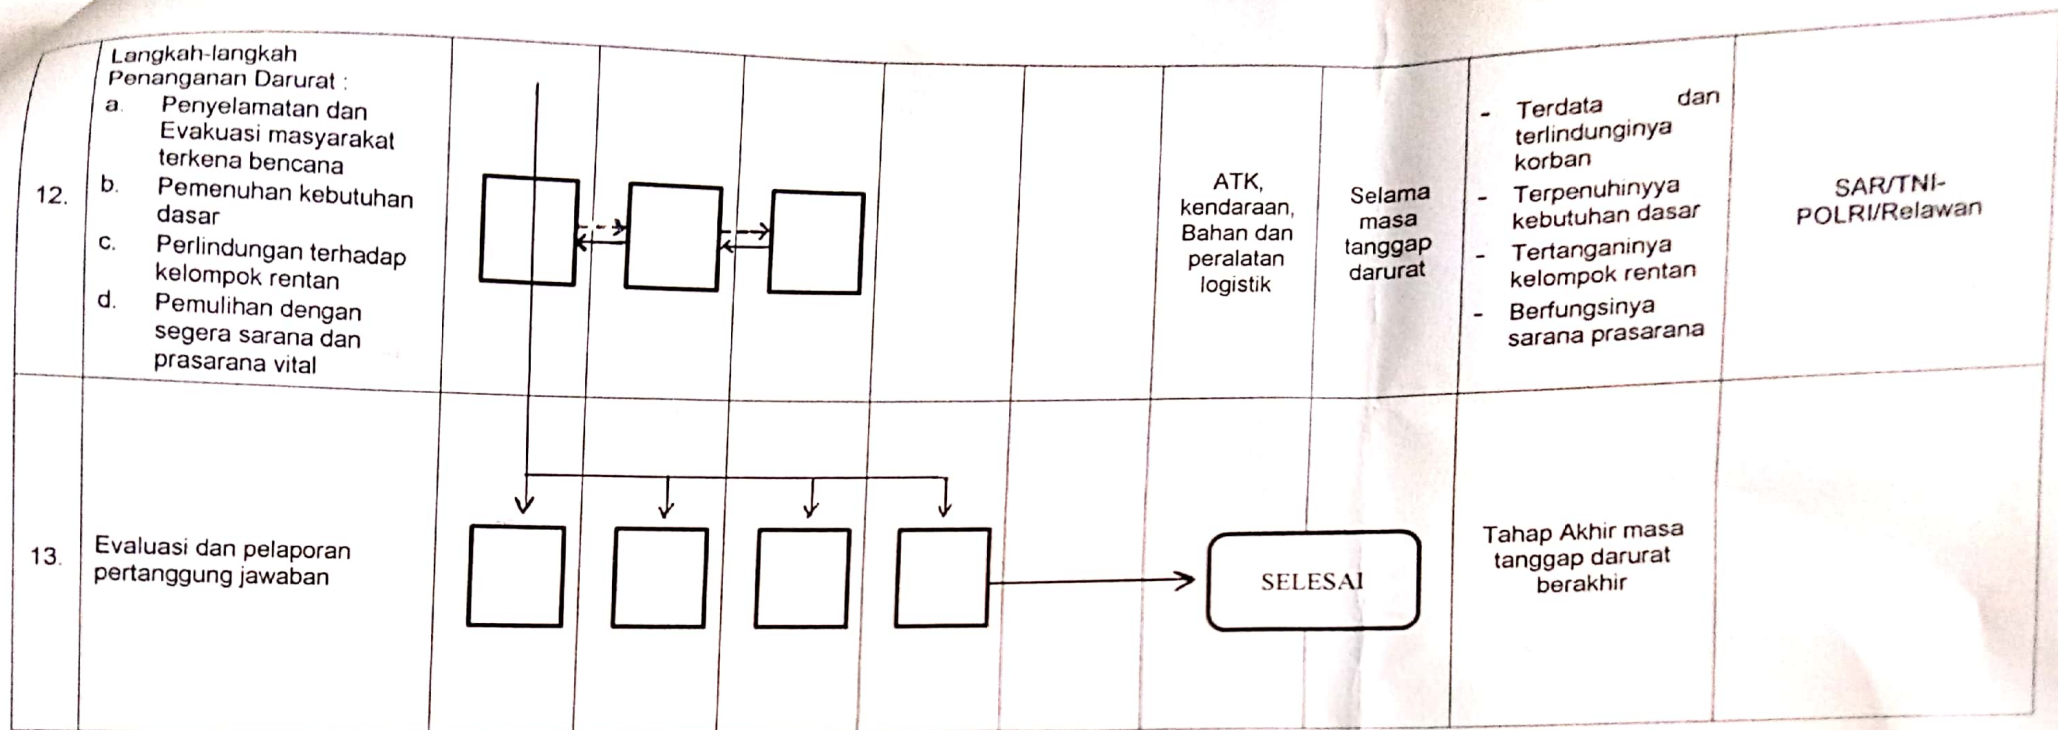 12.
Langkah-langkah
Penanganan Darurat :
a. Penyelamatan dan
Evakuasi masyarakat
terkena bencana
b. Pemenuhan kebutuhan
dasar
c. Perlindungan terhadap
kelompok rentan
d. Pemulihan dengan
segera sarana dan
prasarana vital
ATK,
kendaraan,
Bahan dan
peralatan
logistik
Selama
masa
tanggap
darurat
- Terdata dan
terlindunginya
korban
- Terpenuhinyya
kebutuhan dasar
- Tertanganinya
kelompok rentan
- Berfungsinya
sarana prasarana
SAR/TNI-
POLRI/Relawan
13.
Evaluasi dan pelaporan
pertanggung jawaban
SELESAI
Tahap Akhir masa
tanggap darurat
berakhir